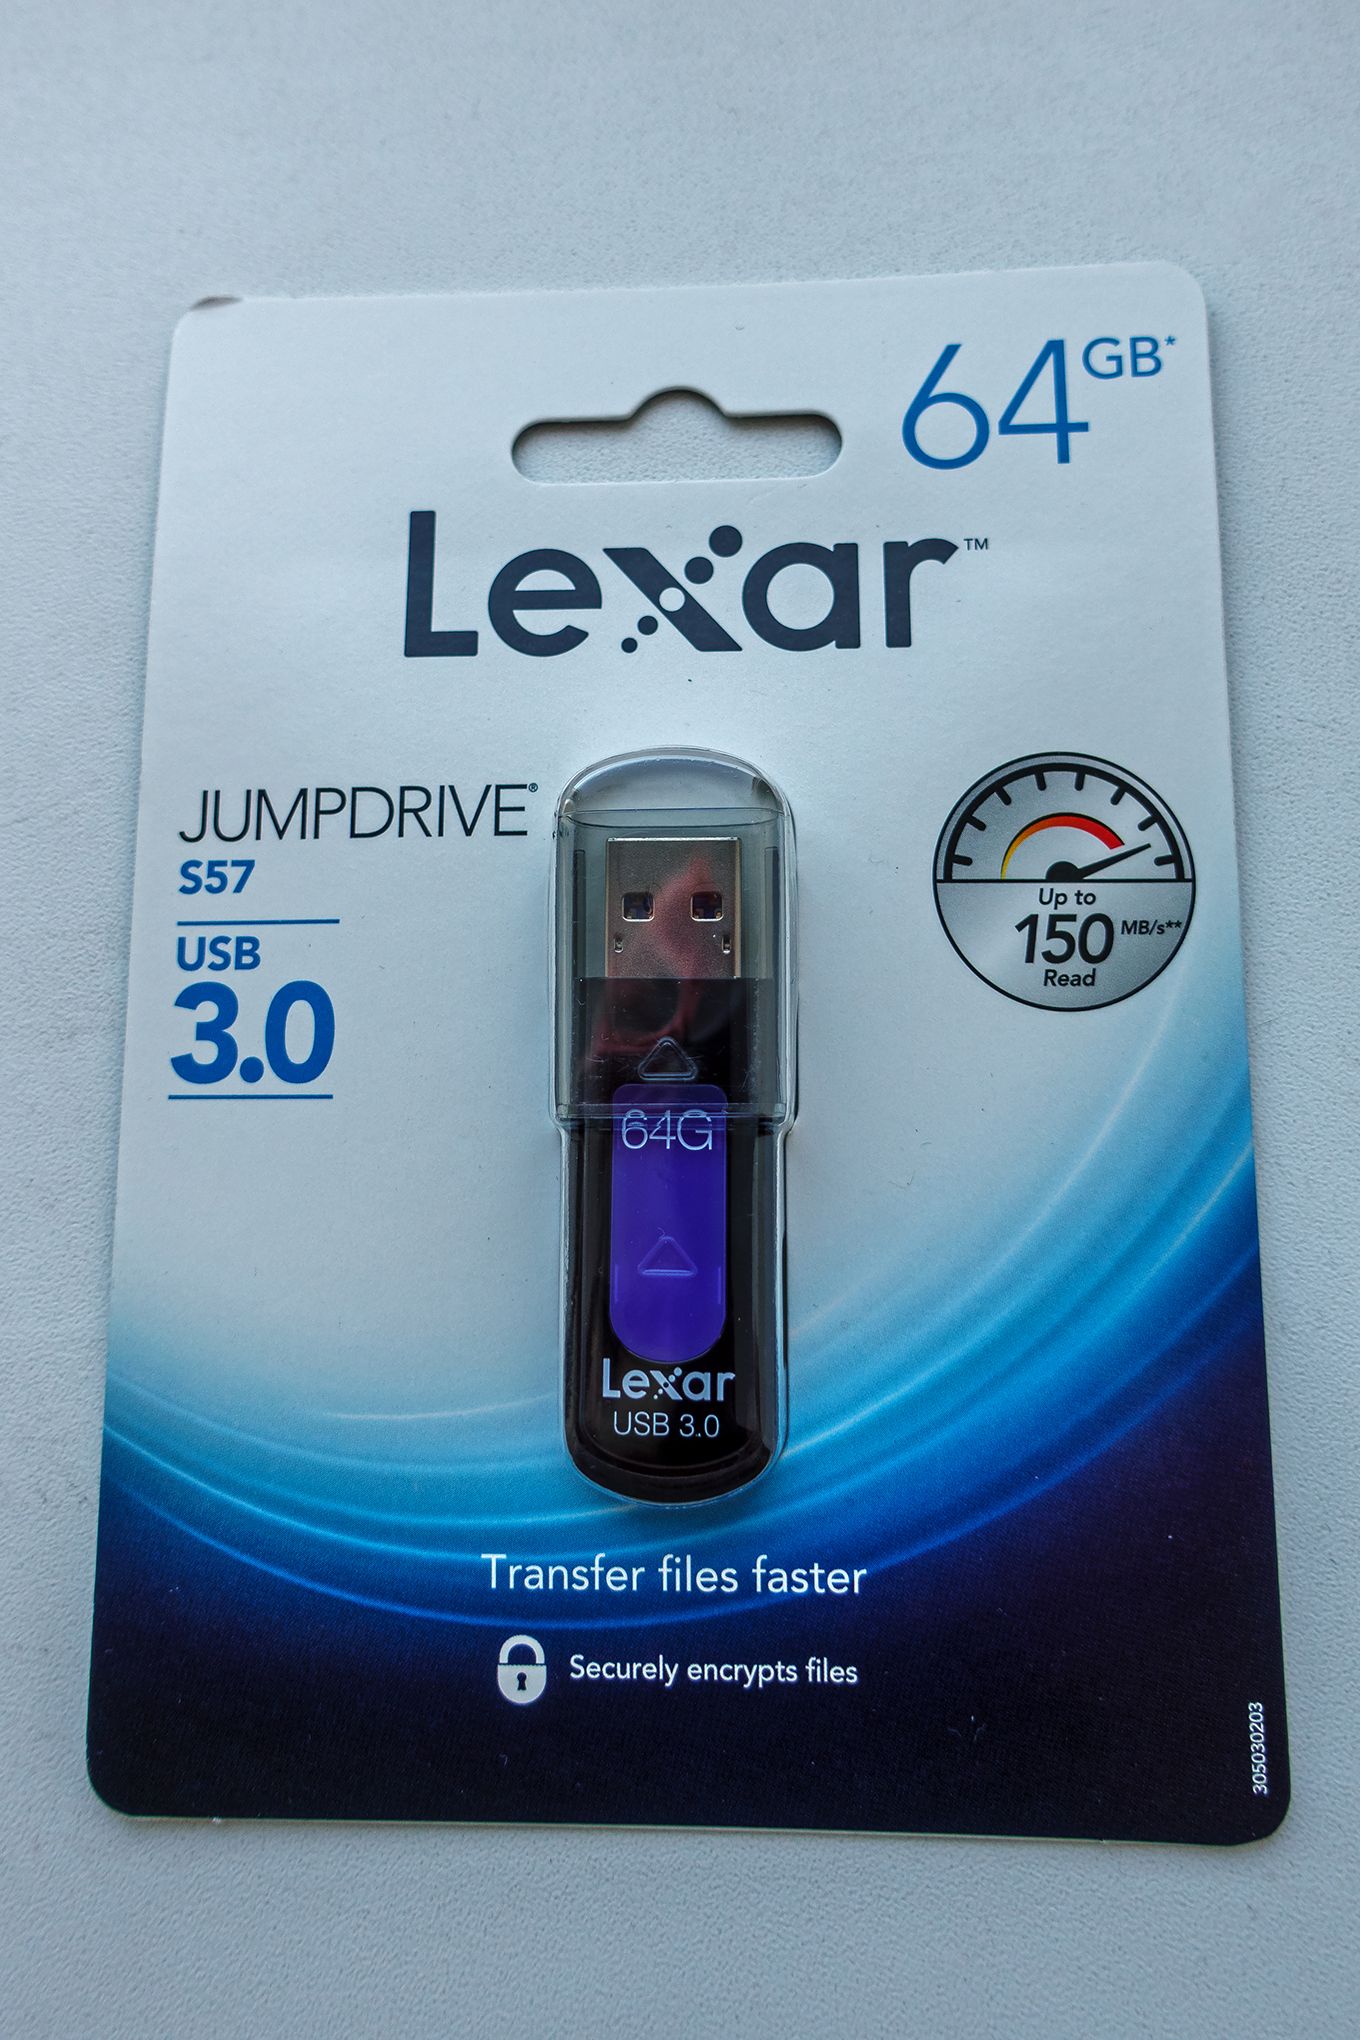 64GB*
Lexar™
JUMPDRIVE®
S57
USB
3.0
Up to
150 MB/s**
Read
64G
Lexar
USB 3.0
Transfer files faster
Securely encrypts files
305030203